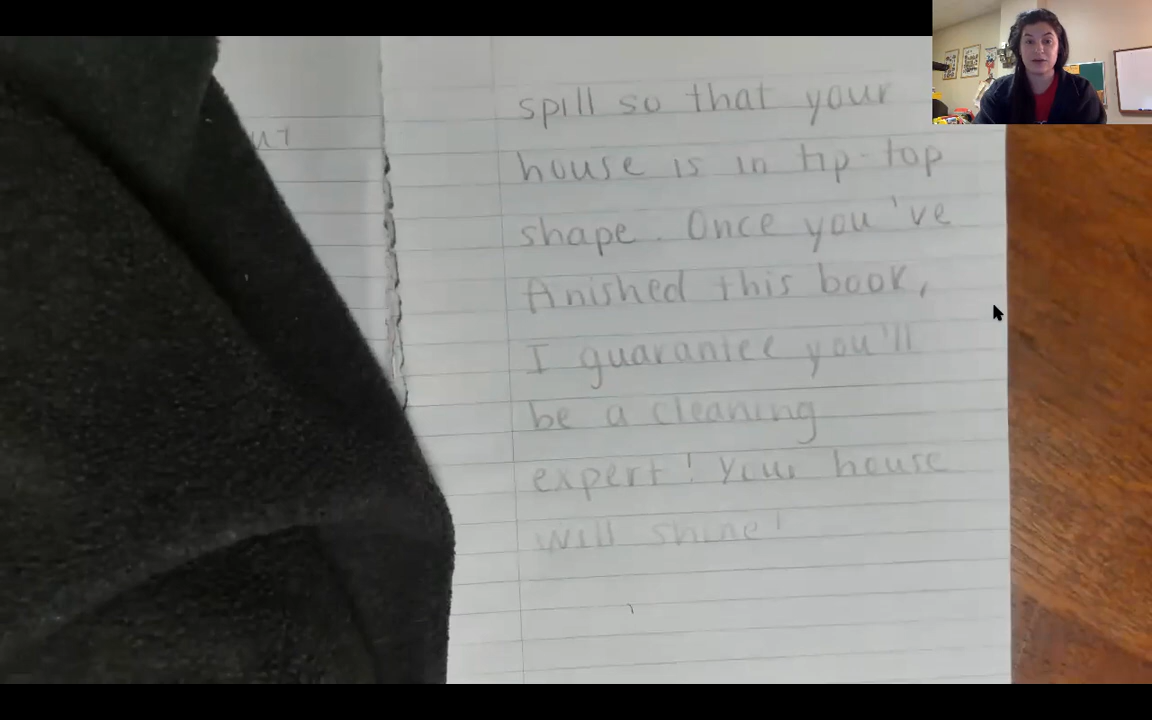 ut
spill so that your
house is in tip-top
shape. Once you've
finished this book,
I guarantee you'll
be a cleaning
expert! Your house
will shine!